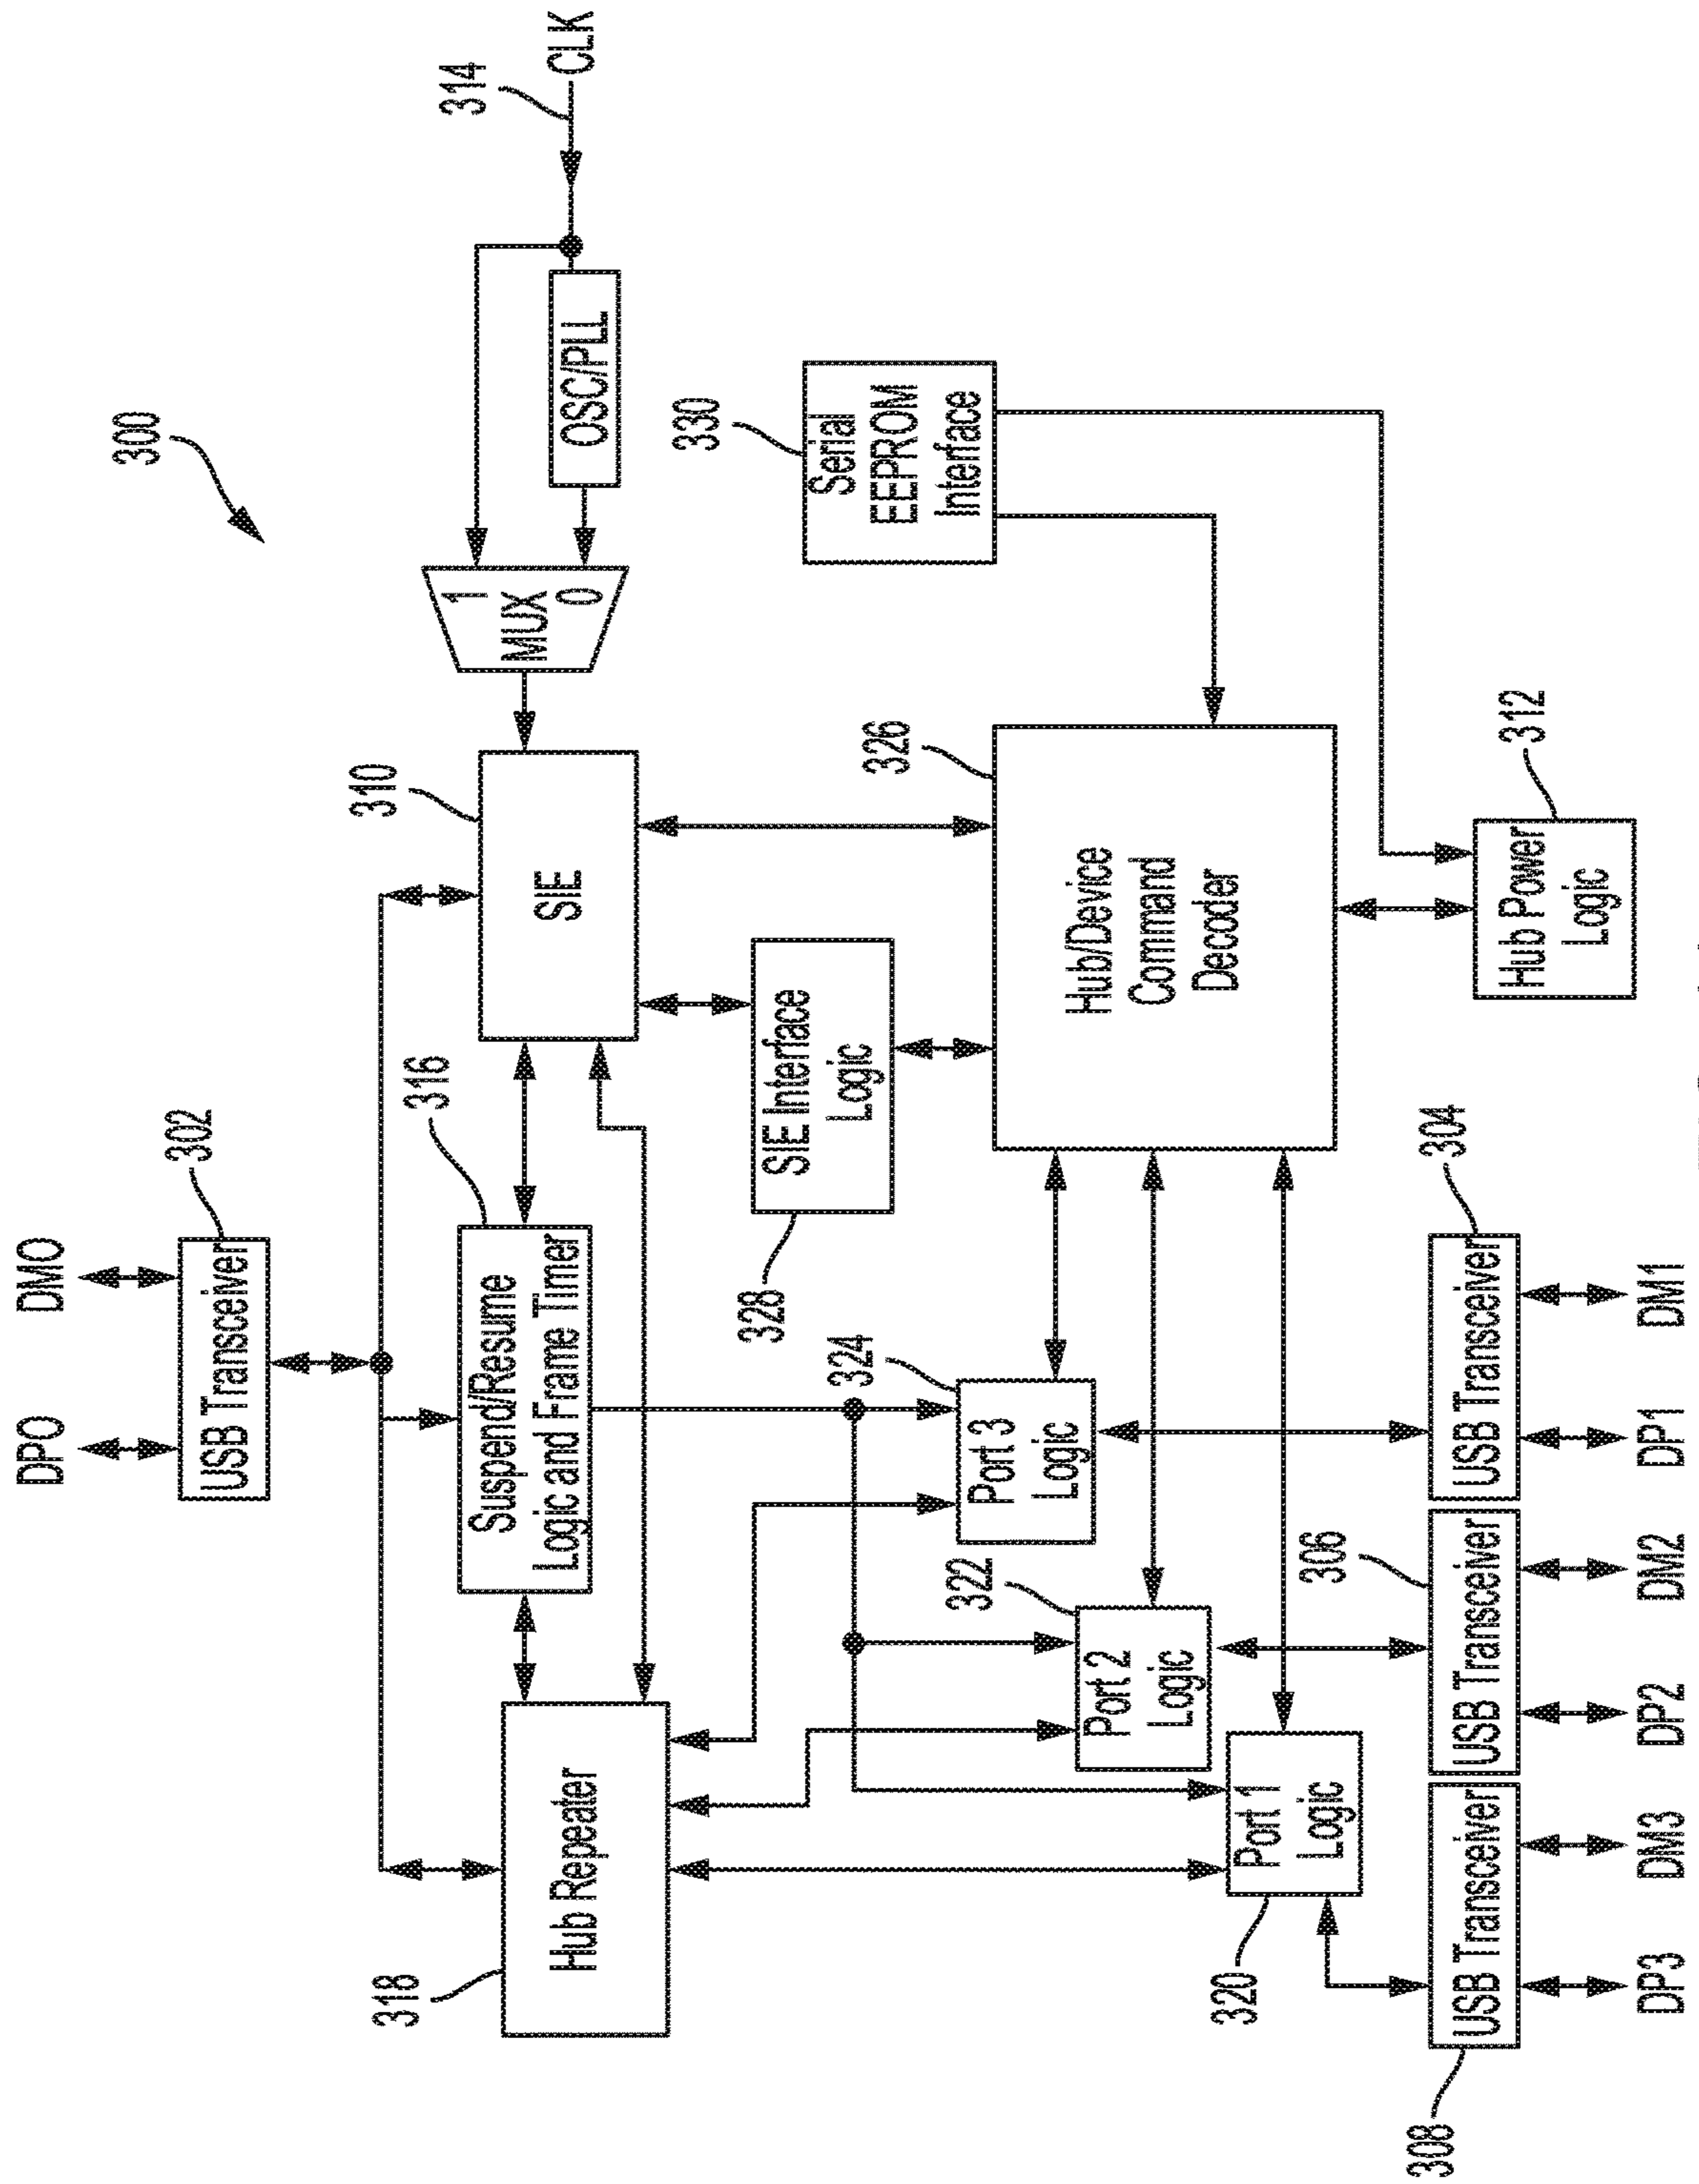 300
DPO
DMO
302
USB Transceiver
314
CLK
310
316
318
Hub Repeater
Suspend/Resume
Logic and Frame Timer
SIE
1
MUX
0
OSC/PLL
330
Serial
EEPROM
Interface
328
SIE Interface
Logic
326
Hub/Device
Command
Decoder
324
Port 3
Logic
322
Port 2
Logic
320
Port 1
Logic
312
Hub Power
Logic
308
USB Transceiver
306
USB Transceiver
304
USB Transceiver
DP3
DM3
DP2
DM2
DP1
DM1